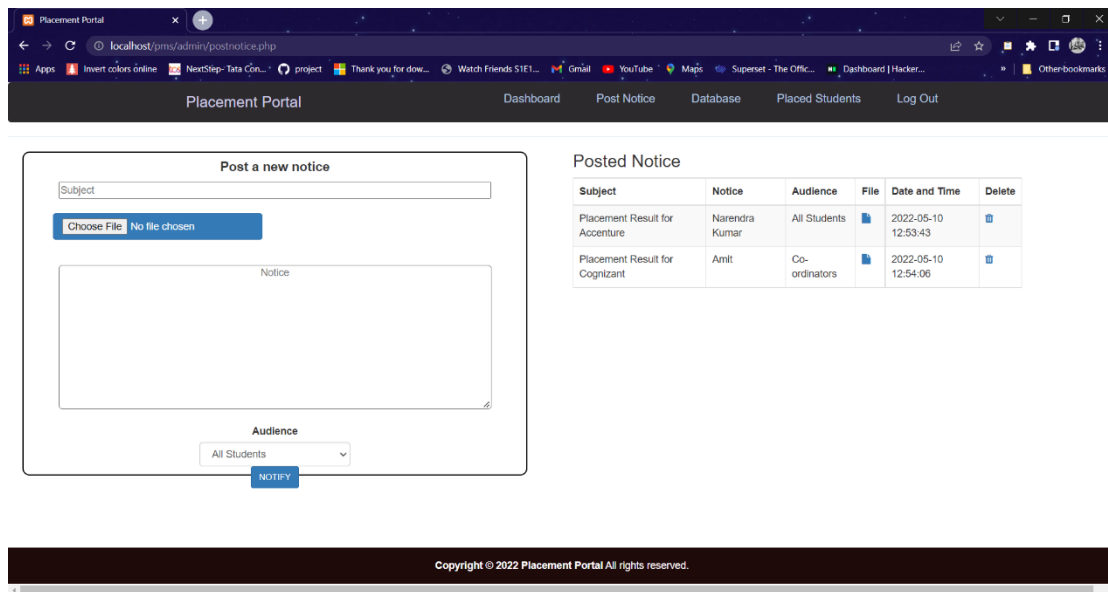 Placement Portal
localhost/pms/admin/postnotice.php
Apps Invert colors online NextStep- Tata Con... project Thank you for dow... Watch Friends S1E1... Gmail YouTube Maps Superset - The Offic... Dashboard | Hacker... » Other bookmarks
Placement Portal Dashboard Post Notice Database Placed Students Log Out
Post a new notice
Subject
Choose File No file chosen
Notice
Audience
All Students
NOTIFY
Posted Notice
Subject Notice Audience File Date and Time Delete
Placement Result for Narendra All Students 2022-05-10
Accenture Kumar 12:53:43
Placement Result for Amit Co- 2022-05-10
Cognizant ordinators 12:54:06
Copyright © 2022 Placement Portal All rights reserved.